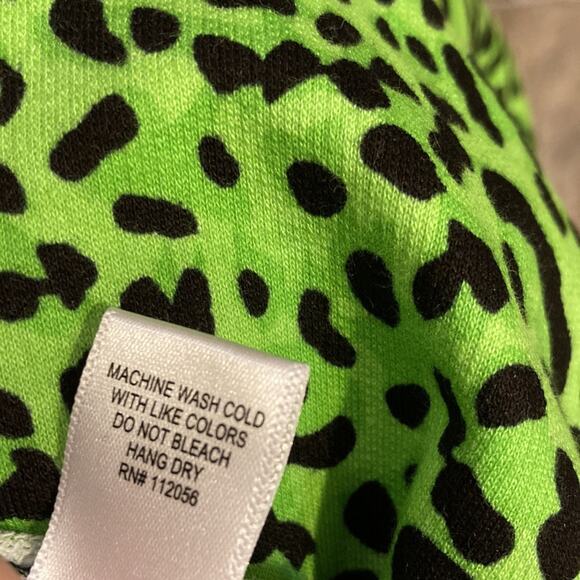 MACHINE WASH COLD
WITH LIKE COLORS
DO NOT BLEACH
HANG DRY
RN# 112056